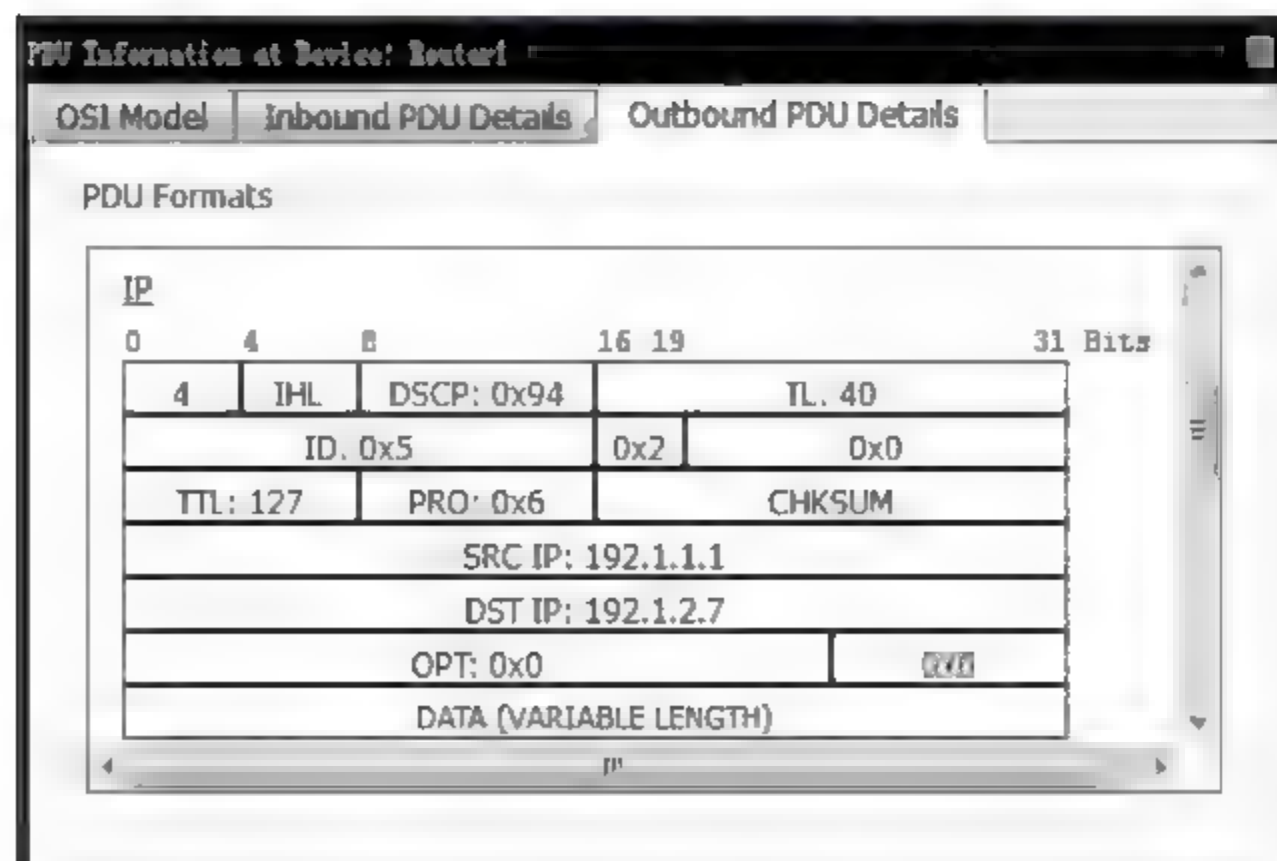 PDU Information at Device: Router1
OSI Model Inbound PDU Details Outbound PDU Details
PDU Formats
IP
0 4 8 16 19 31 Bits
4 IHL DSCP: 0x94 TL: 40
ID: 0x5 0x2 0x0
TTL: 127 PRO: 0x6 CHKSUM
SRC IP: 192.1.1.1
DST IP: 192.1.2.7
OPT: 0x0 0x0
DATA (VARIABLE LENGTH)